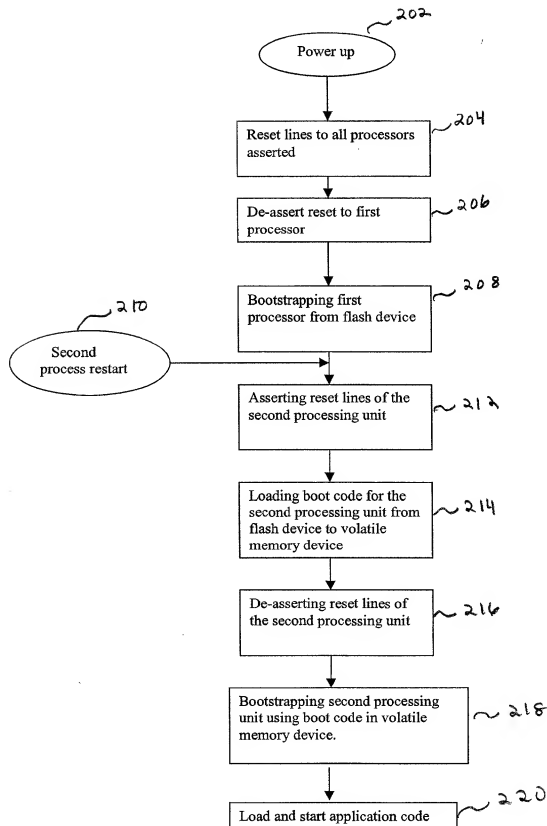 202
Power up
204
Reset lines to all processors
asserted
206
De-assert reset to first
processor
208
Bootstrapping first
processor from flash device
210
Second
process restart
212
Asserting reset lines of the
second processing unit
214
Loading boot code for the
second processing unit from
flash device to volatile
memory device
216
De-asserting reset lines of
the second processing unit
218
Bootstrapping second processing
unit using boot code in volatile
memory device.
220
Load and start application code